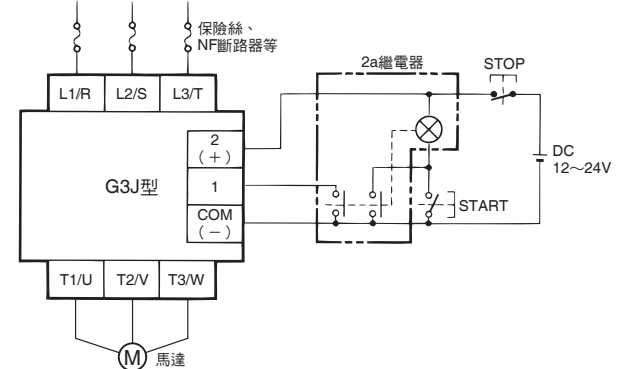 保險絲、
NF斷路器等
2a繼電器
STOP
L1/R
L2/S
L3/T
2
(+)
DC
12～24V
G3J型
1
START
COM
(−)
T1/U
T2/V
T3/W
M
馬達